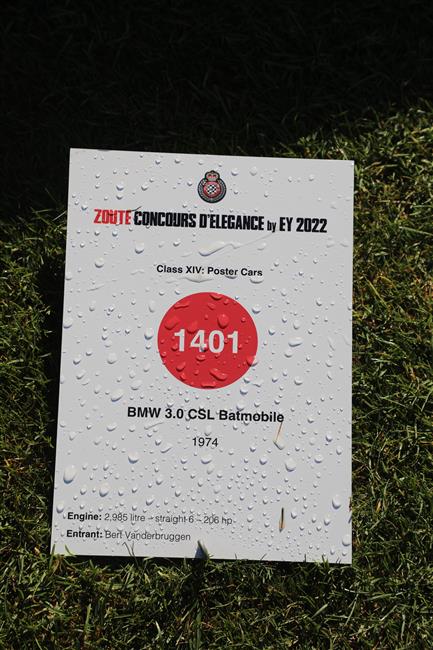 ZOUTE CONCOURS D'ELEGANCE by EY 2022
Class XIV: Poster Cars
1401
BMW 3.0 CSL Batmobile
1974
Engine: 2,985 litre - straight 6 - 206 hp
Entrant: Bert Vanderbruggen